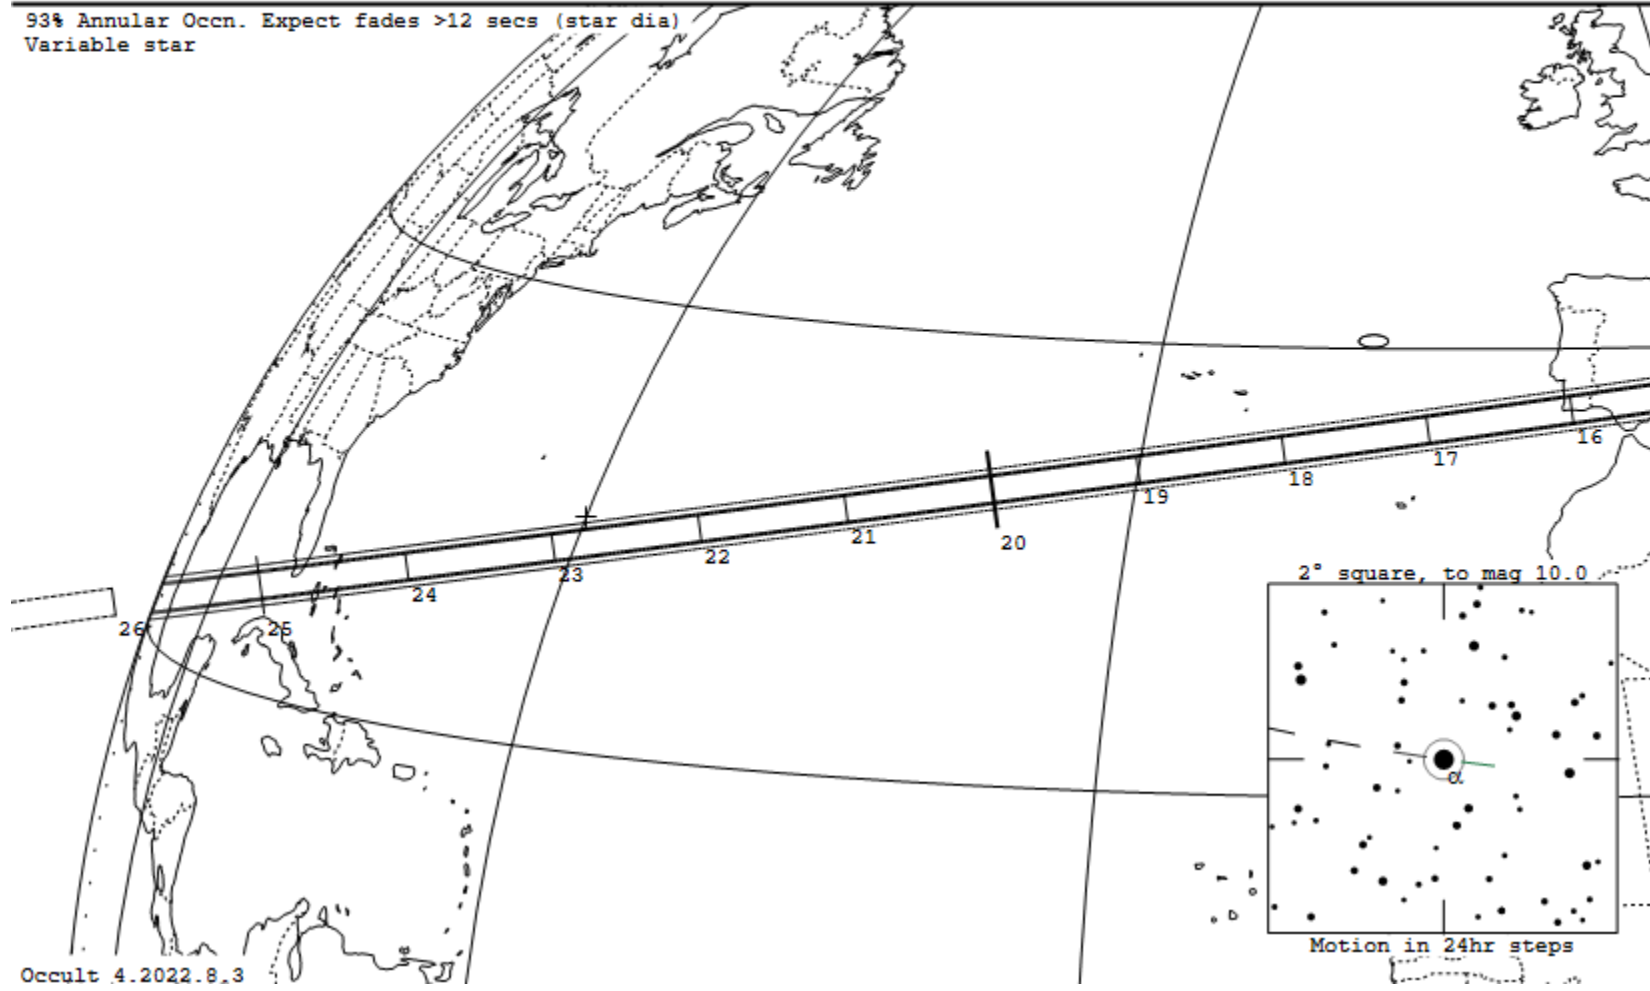 93% Annular Occn. Expect fades >12 secs (star dia)
Variable star
16
17
18
19
20
21
22
23
24
25
26
2° square, to mag 10.0
α
Motion in 24hr steps
Occult 4.2022.8.3